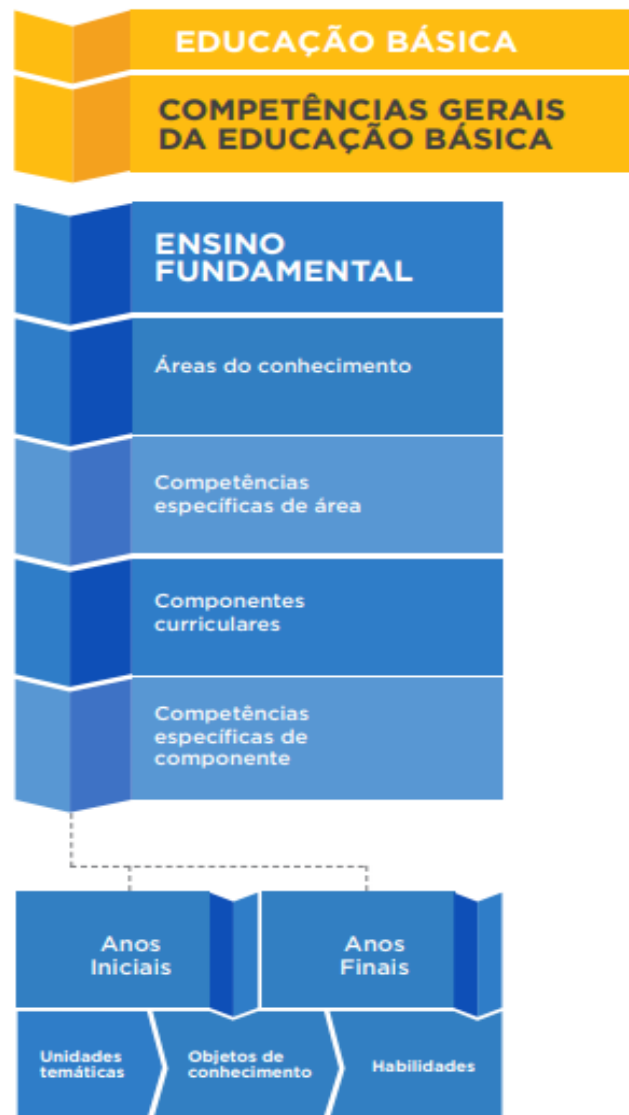 EDUCAÇÃO BÁSICA
COMPETÊNCIAS GERAIS
DA EDUCAÇÃO BÁSICA
ENSINO
FUNDAMENTAL
Áreas do conhecimento
Competências
específicas de área
Componentes
curriculares
Competências
específicas de
componente
Anos
Iniciais
Anos
Finais
Unidades
temáticas
Objetos de
conhecimento
Habilidades